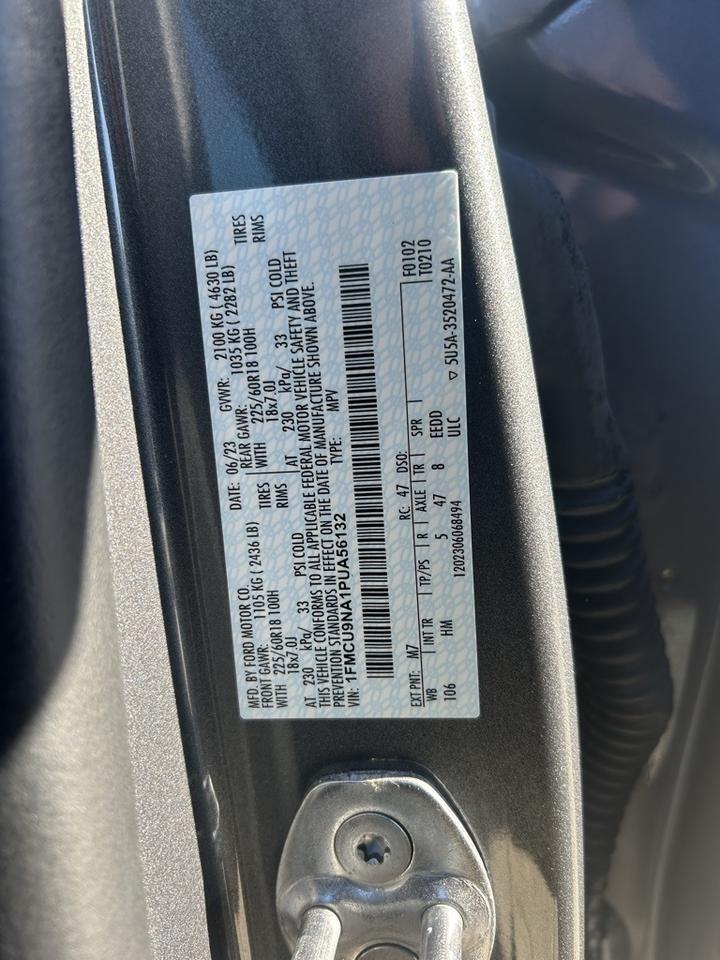 MFD. BY FORD MOTOR CO. DATE: 06/23 GVWR: 2100 KG ( 4630 LB)
FRONT GAWR: 1105 KG ( 2436 LB) REAR GAWR: 1035 KG ( 2282 LB)
WITH 225/60R18 100H TIRES WITH 225/60R18 100H TIRES
18x7.0J RIMS 18x7.0J RIMS
AT 230 kPa/ 33 PSI COLD AT 230 kPa/ 33 PSI COLD
THIS VEHICLE CONFORMS TO ALL APPLICABLE FEDERAL MOTOR VEHICLE SAFETY AND THEFT
PREVENTION STANDARDS IN EFFECT ON THE DATE OF MANUFACTURE SHOWN ABOVE.
VIN: 1FMCU9NA1PUA56132 TYPE: MPV
EXT PNT: M7 RC: 47 DSO: F0102
WB INT TR TP/PS R AXLE TR SPR T0210
106 HM 5 47 8 EEDD
ULC
1202306068494 ▽ 5U5A-3520472-AA